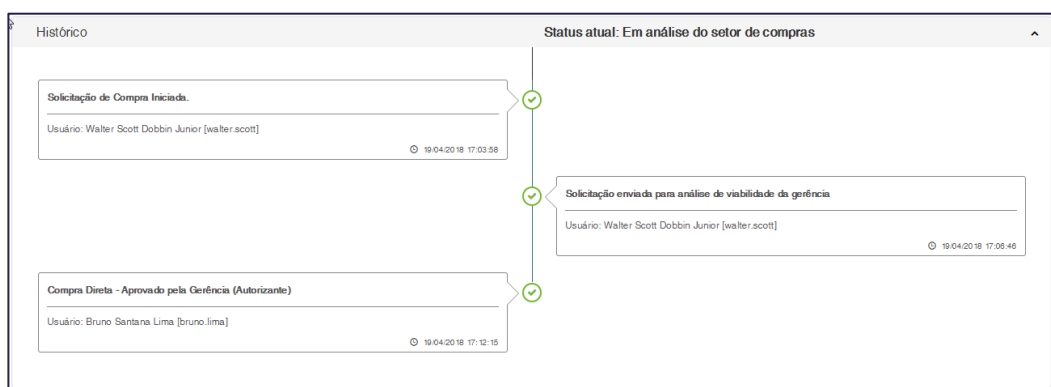 Histórico
Status atual: Em análise do setor de compras
Solicitação de Compra Iniciada.
Usuário: Walter Scott Dobbin Junior [walter.scott]
19/04/2018 17:03:58
Solicitação enviada para análise de viabilidade da gerência
Usuário: Walter Scott Dobbin Junior [walter.scott]
19/04/2018 17:06:46
Compra Direta - Aprovado pela Gerência (Autorizante)
Usuário: Bruno Santana Lima [bruno.lima]
19/04/2018 17:12:15